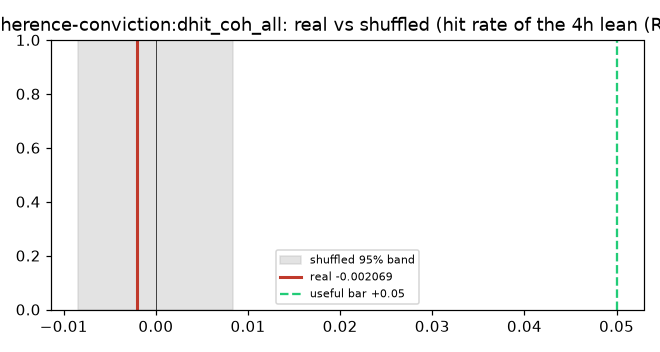 herence-conviction:dhit_coh_all: real vs shuffled (hit rate of the 4h lean (R
1.0
0.8
0.6
0.4
0.2
0.0
shuffled 95% band
real -0.002069
useful bar +0.05
−0.01 0.00 0.01 0.02 0.03 0.04 0.05